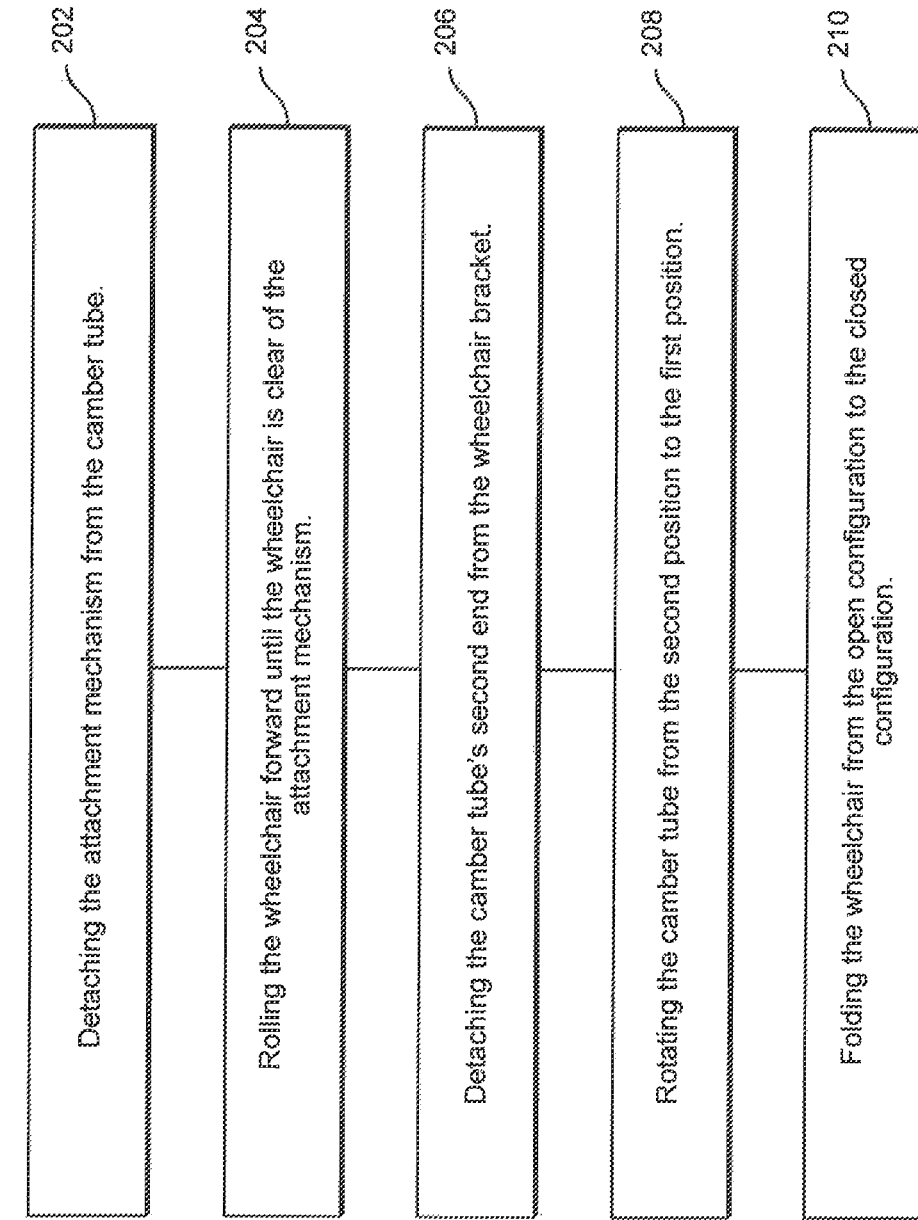 Detaching the attachment mechanism from the camber tube.
202
Rolling the wheelchair forward until the wheelchair is clear of the
attachment mechanism.
204
Detaching the camber tube's second end from the wheelchair bracket.
206
Rotating the camber tube from the second position to the first position.
208
Folding the wheelchair from the open configuration to the closed
configuration.
210